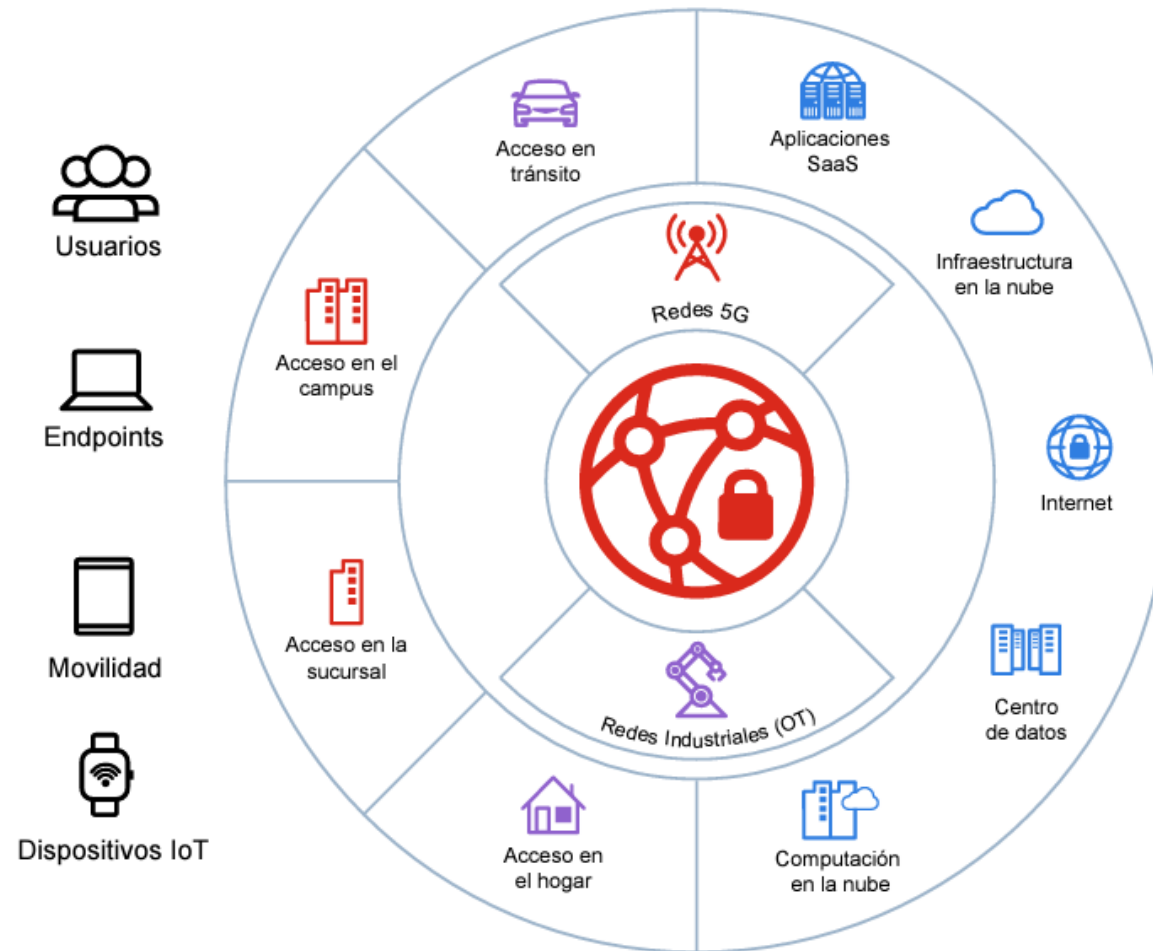 Usuarios
Endpoints
Movilidad
Dispositivos IoT
Acceso en
tránsito
Acceso en el
campus
Acceso en la
sucursal
Acceso en
el hogar
Redes 5G
Redes Industriales (OT)
Aplicaciones
SaaS
Infraestructura
en la nube
Internet
Centro
de datos
Computación
en la nube